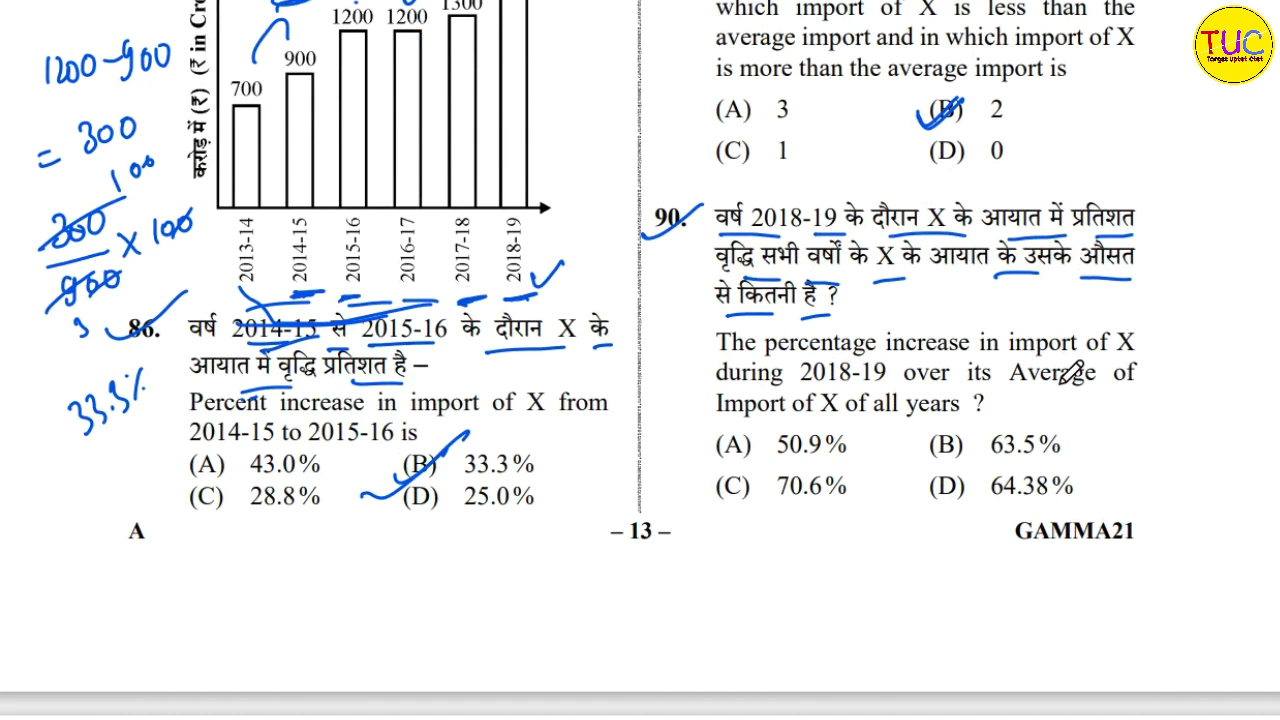 1200-900
= 300
100
300
900
× 100
3
33.3%
करोड़ में (₹) (₹ in Cr
700
900
1200
1200
1300
2013-14
2014-15
2015-16
2016-17
2017-18
2018-19
86. वर्ष 2014-15 से 2015-16 के दौरान X के
आयात में वृद्धि प्रतिशत है –
Percent increase in import of X from
2014-15 to 2015-16 is
(A) 43.0% (B) 33.3%
(C) 28.8% (D) 25.0%
which import of X is less than the
average import and in which import of X
is more than the average import is
(A) 3 (B) 2
(C) 1 (D) 0
90. वर्ष 2018-19 के दौरान X के आयात में प्रतिशत
वृद्धि सभी वर्षों के X के आयात के उसके औसत
से कितनी है ?
The percentage increase in import of X
during 2018-19 over its Average of
Import of X of all years ?
(A) 50.9% (B) 63.5%
(C) 70.6% (D) 64.38%
A – 13 – GAMMA21
TUC
Target Uptet Ctet